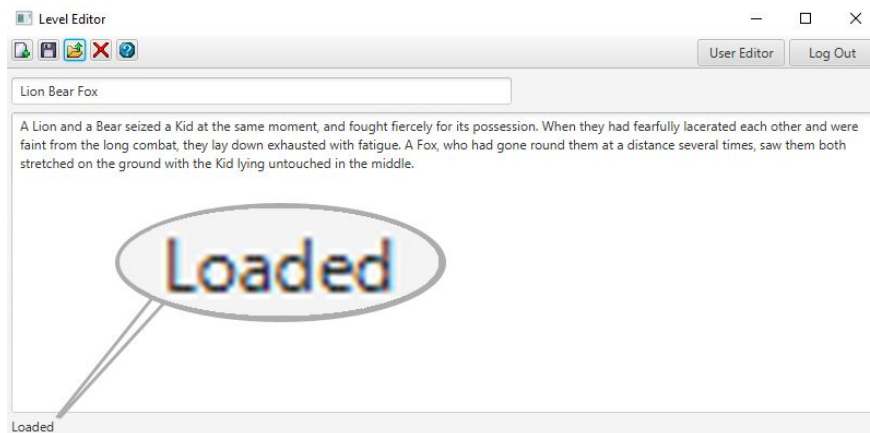 Level Editor
User Editor Log Out
Lion Bear Fox
A Lion and a Bear seized a Kid at the same moment, and fought fiercely for its possession. When they had fearfully lacerated each other and were
faint from the long combat, they lay down exhausted with fatigue. A Fox, who had gone round them at a distance several times, saw them both
stretched on the ground with the Kid lying untouched in the middle.
Loaded
Loaded